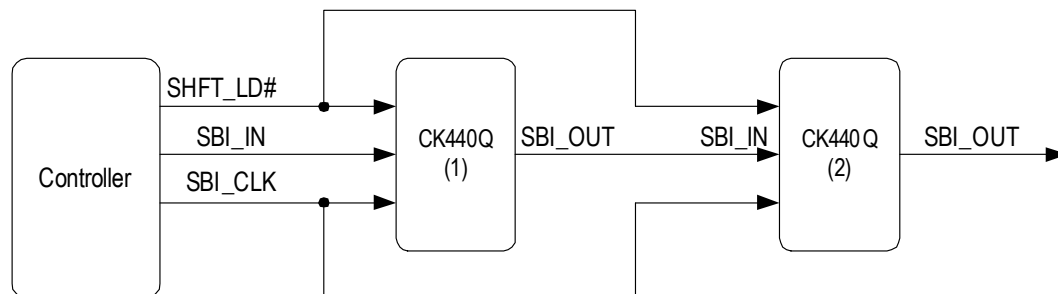 SHFT_LD#
SBI_IN
SBI_CLK
Controller
CK440Q
(1)
SBI_OUT
SBI_IN
CK440Q
(2)
SBI_OUT